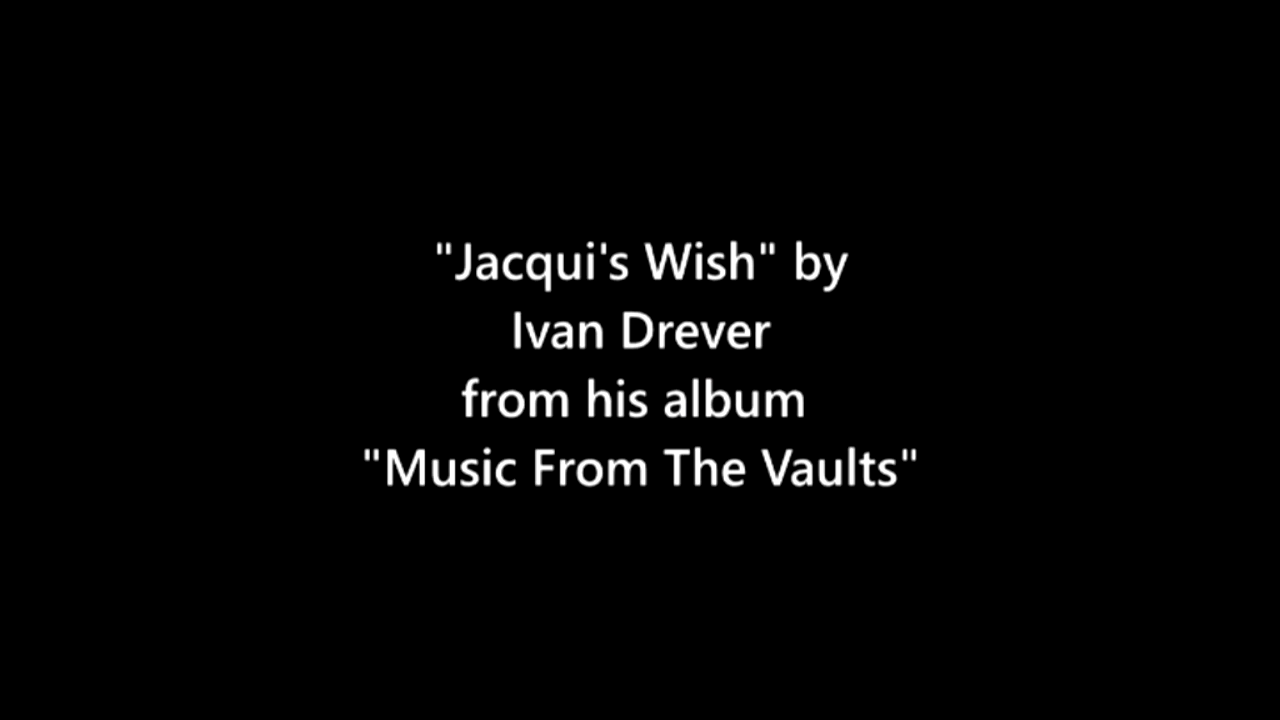 "Jacqui's Wish" by
Ivan Drever
from his album
"Music From The Vaults"